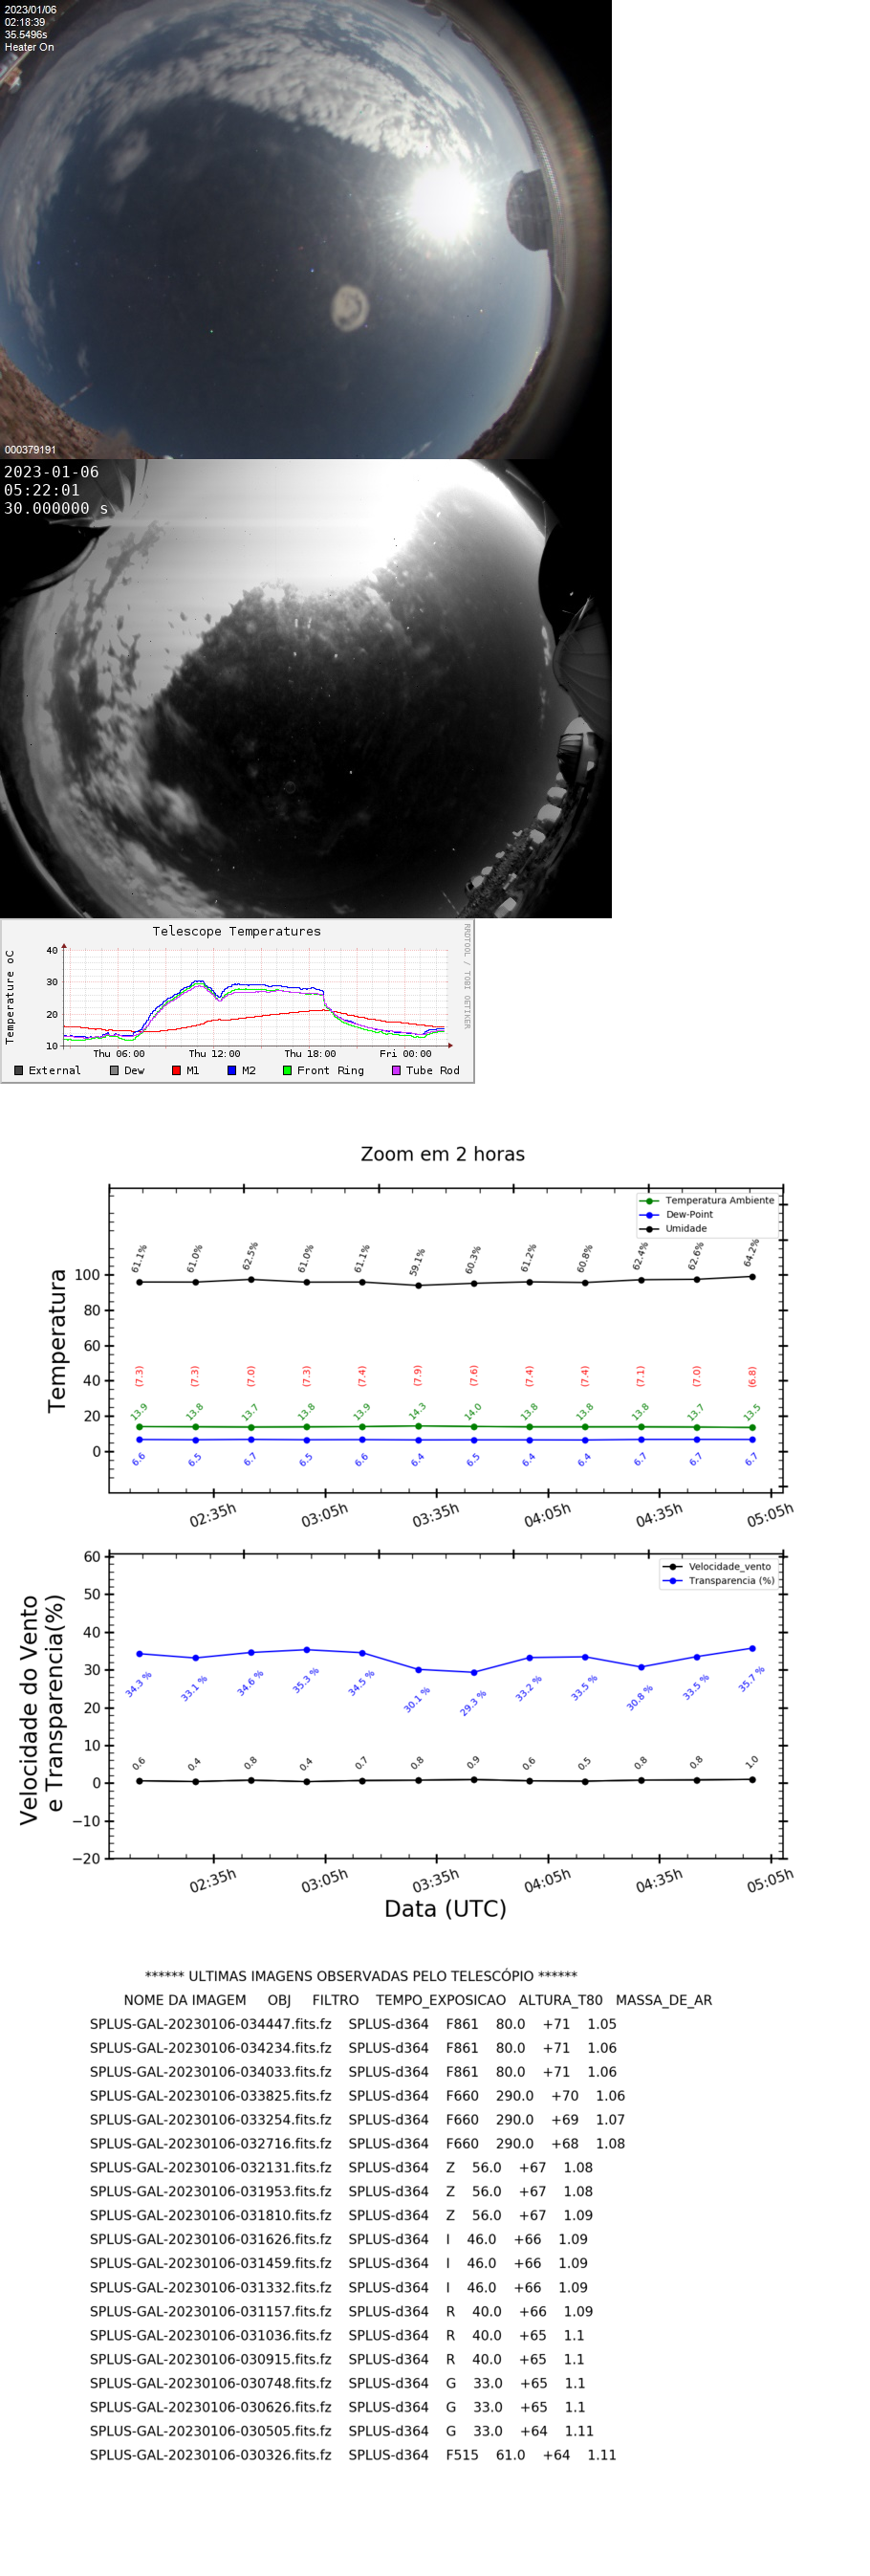 2023/01/06
02:18:39
35.5496s
Heater On
000379191
2023-01-06
05:22:01
30.000000 s
Telescope Temperatures
RRDTOOL / TOBI OETIKER
Temperature oC
40
30
20
10
Thu 06:00 Thu 12:00 Thu 18:00 Fri 00:00
External Dew M1 M2 Front Ring Tube Rod
Zoom em 2 horas
Temperatura Ambiente
Dew-Point
Umidade
Temperatura
61.1% 61.0% 62.5% 61.0% 61.1% 59.1% 60.3% 61.2% 60.8% 62.4% 62.6% 64.2%
100
80
60
40
20
0
(7.3) (7.3) (7.0) (7.3) (7.4) (7.9) (7.6) (7.4) (7.4) (7.1) (7.0) (6.8)
13.9 13.8 13.7 13.8 13.9 14.3 14.0 13.8 13.8 13.8 13.7 13.5
6.6 6.5 6.7 6.5 6.6 6.4 6.5 6.4 6.4 6.7 6.7 6.7
02:35h 03:05h 03:35h 04:05h 04:35h 05:05h
Velocidade_vento
Transparencia (%)
Velocidade do Vento
e Transparencia(%)
60
50
40
30
20
10
0
−10
−20
34.3 % 33.1 % 34.6 % 35.3 % 34.5 % 30.1 % 29.3 % 33.2 % 33.5 % 30.8 % 33.5 % 35.7 %
0.6 0.4 0.8 0.4 0.7 0.8 0.9 0.6 0.5 0.8 0.8 1.0
02:35h 03:05h 03:35h 04:05h 04:35h 05:05h
Data (UTC)
****** ULTIMAS IMAGENS OBSERVADAS PELO TELESCÓPIO ******
NOME DA IMAGEM OBJ FILTRO TEMPO_EXPOSICAO ALTURA_T80 MASSA_DE_AR
SPLUS-GAL-20230106-034447.fits.fz SPLUS-d364 F861 80.0 +71 1.05
SPLUS-GAL-20230106-034234.fits.fz SPLUS-d364 F861 80.0 +71 1.06
SPLUS-GAL-20230106-034033.fits.fz SPLUS-d364 F861 80.0 +71 1.06
SPLUS-GAL-20230106-033825.fits.fz SPLUS-d364 F660 290.0 +70 1.06
SPLUS-GAL-20230106-033254.fits.fz SPLUS-d364 F660 290.0 +69 1.07
SPLUS-GAL-20230106-032716.fits.fz SPLUS-d364 F660 290.0 +68 1.08
SPLUS-GAL-20230106-032131.fits.fz SPLUS-d364 Z 56.0 +67 1.08
SPLUS-GAL-20230106-031953.fits.fz SPLUS-d364 Z 56.0 +67 1.08
SPLUS-GAL-20230106-031810.fits.fz SPLUS-d364 Z 56.0 +67 1.09
SPLUS-GAL-20230106-031626.fits.fz SPLUS-d364 I 46.0 +66 1.09
SPLUS-GAL-20230106-031459.fits.fz SPLUS-d364 I 46.0 +66 1.09
SPLUS-GAL-20230106-031332.fits.fz SPLUS-d364 I 46.0 +66 1.09
SPLUS-GAL-20230106-031157.fits.fz SPLUS-d364 R 40.0 +66 1.09
SPLUS-GAL-20230106-031036.fits.fz SPLUS-d364 R 40.0 +65 1.1
SPLUS-GAL-20230106-030915.fits.fz SPLUS-d364 R 40.0 +65 1.1
SPLUS-GAL-20230106-030748.fits.fz SPLUS-d364 G 33.0 +65 1.1
SPLUS-GAL-20230106-030626.fits.fz SPLUS-d364 G 33.0 +65 1.1
SPLUS-GAL-20230106-030505.fits.fz SPLUS-d364 G 33.0 +64 1.11
SPLUS-GAL-20230106-030326.fits.fz SPLUS-d364 F515 61.0 +64 1.11